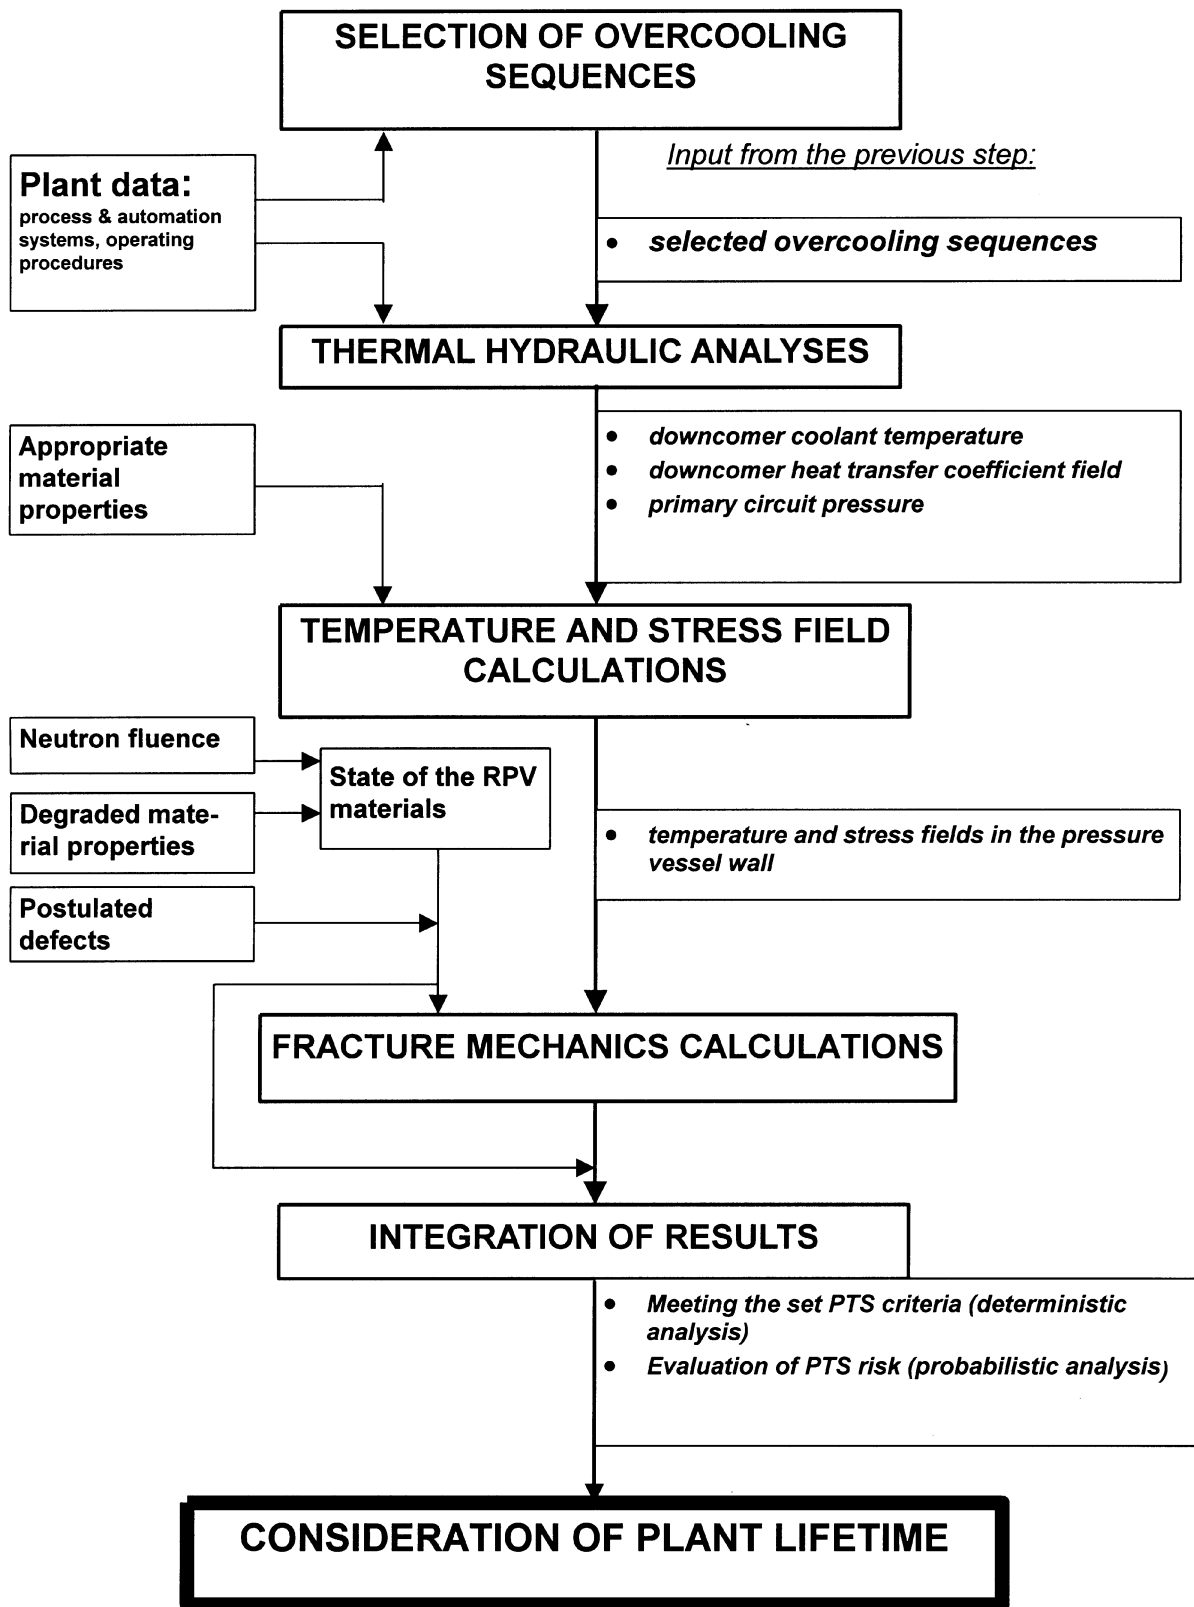 SELECTION OF OVERCOOLING
SEQUENCES
Input from the previous step:
Plant data:
process & automation
systems, operating
procedures
• selected overcooling sequences
THERMAL HYDRAULIC ANALYSES
Appropriate
material
properties
• downcomer coolant temperature
• downcomer heat transfer coefficient field
• primary circuit pressure
TEMPERATURE AND STRESS FIELD
CALCULATIONS
Neutron fluence
State of the RPV
materials
Degraded mate-
rial properties
• temperature and stress fields in the pressure
vessel wall
Postulated
defects
FRACTURE MECHANICS CALCULATIONS
INTEGRATION OF RESULTS
• Meeting the set PTS criteria (deterministic
analysis)
• Evaluation of PTS risk (probabilistic analysis)
CONSIDERATION OF PLANT LIFETIME